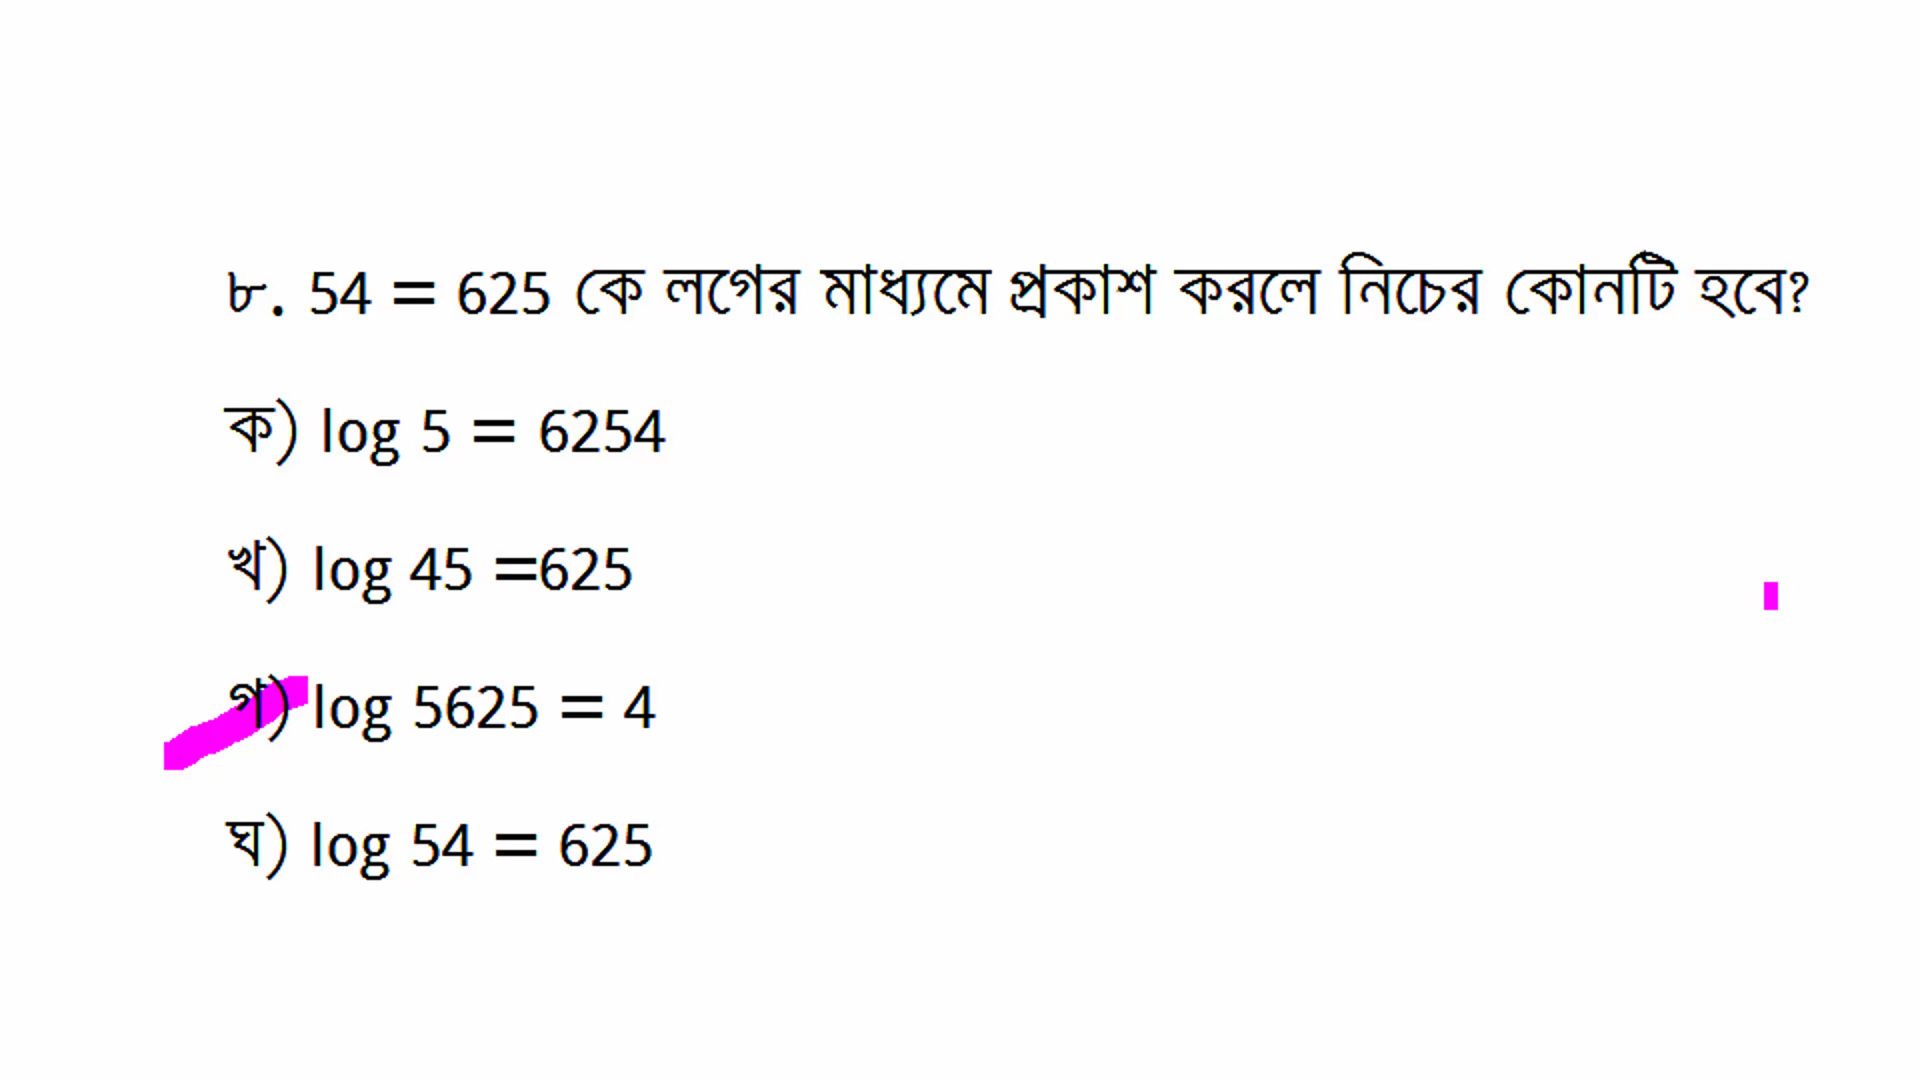 ৮. 54 = 625 কে লগের মাধ্যমে প্রকাশ করলে নিচের কোনটি হবে?
ক) log 5 = 6254
খ) log 45 =625
গ) log 5625 = 4
ঘ) log 54 = 625